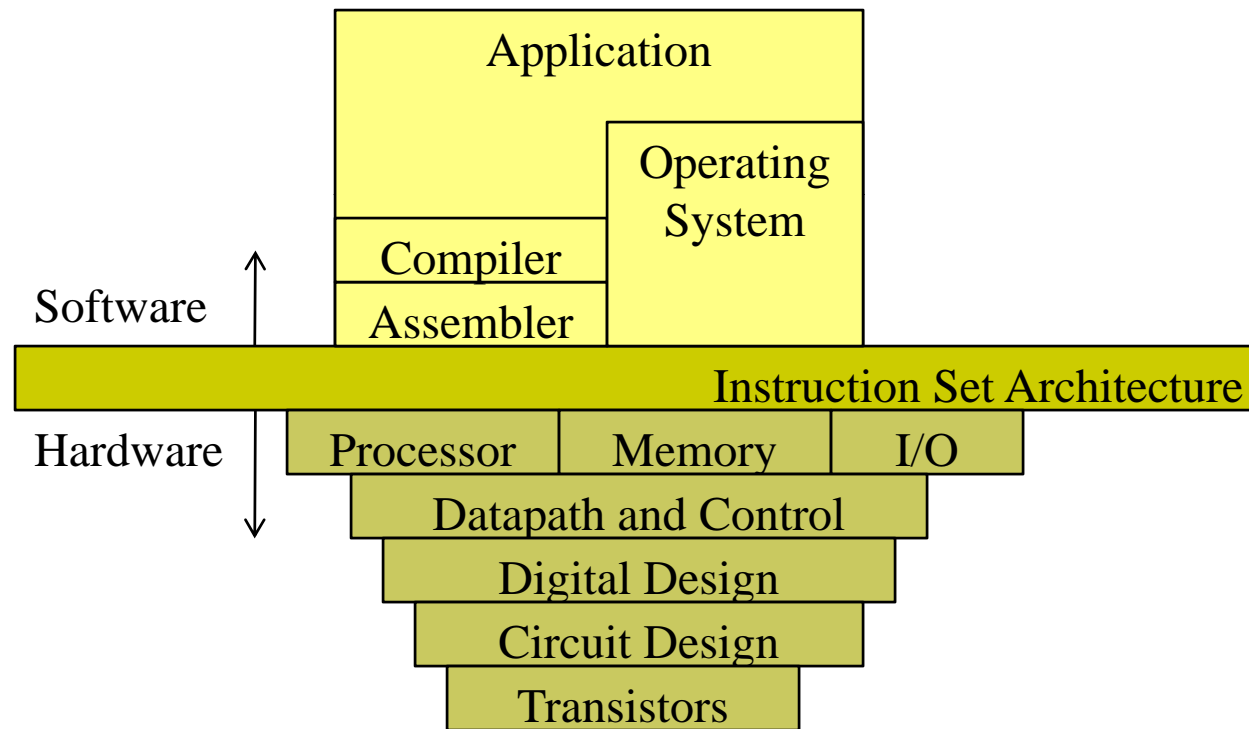 Application
Operating
System
Compiler
Assembler
Software
Instruction Set Architecture
Hardware
Processor
Memory
I/O
Datapath and Control
Digital Design
Circuit Design
Transistors